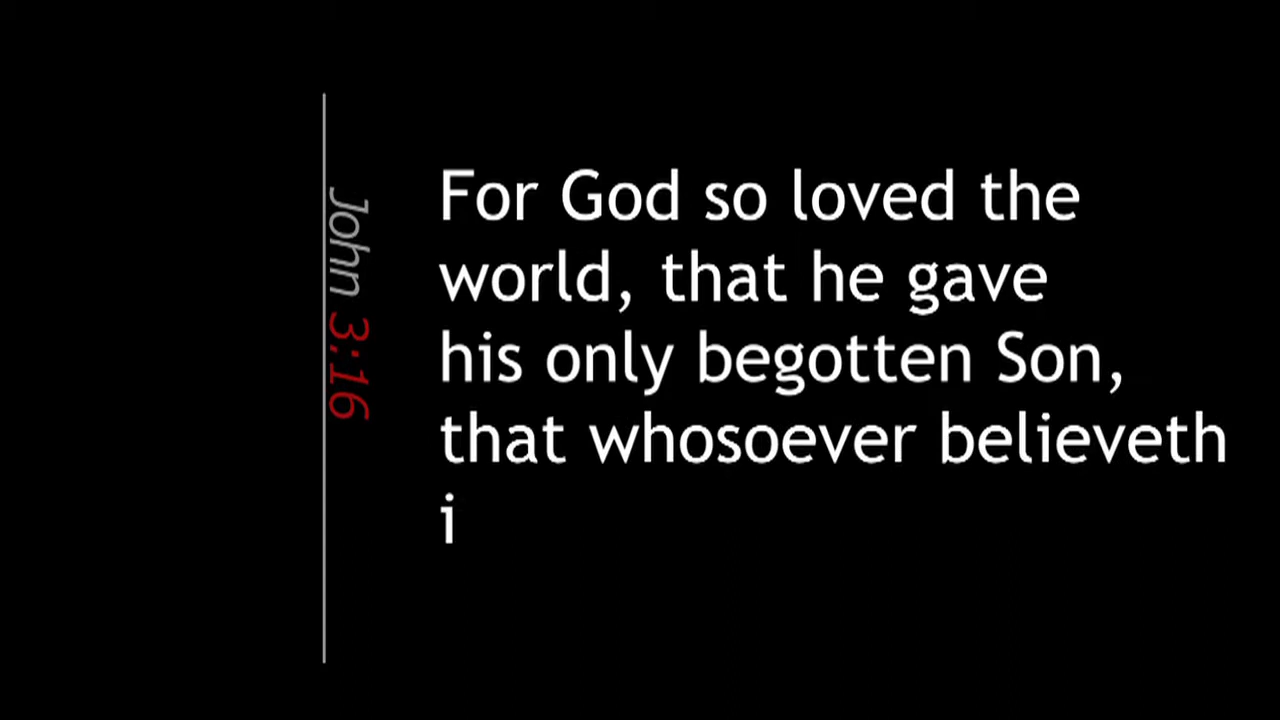 John 3:16
For God so loved the
world, that he gave
his only begotten Son,
that whosoever believeth
i